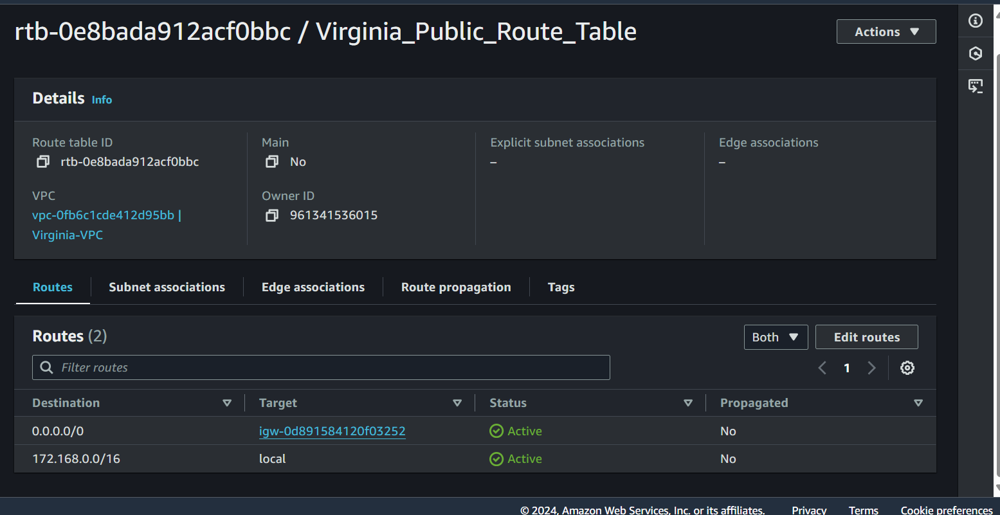 rtb-0e8bada912acf0bbc / Virginia_Public_Route_Table
Actions
Details Info
Route table ID
rtb-0e8bada912acf0bbc
Main
No
Explicit subnet associations
–
Edge associations
–
VPC
vpc-0fb6c1cde412d95bb |
Virginia-VPC
Owner ID
961341536015
Routes Subnet associations Edge associations Route propagation Tags
Routes (2)
Both Edit routes
Filter routes
1
Destination Target Status Propagated
0.0.0.0/0 igw-0d891584120f03252 Active No
172.168.0.0/16 local Active No
© 2024, Amazon Web Services, Inc. or its affiliates. Privacy Terms Cookie preferences